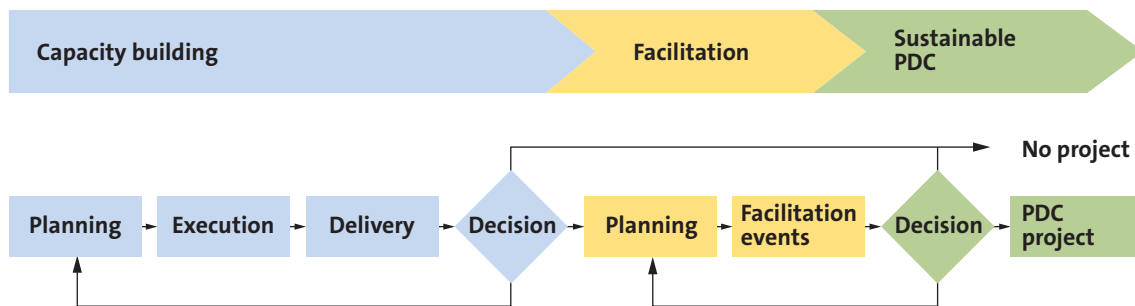 Capacity building
Facilitation
Sustainable
PDC
No project
Planning
Execution
Delivery
Decision
Planning
Facilitation
events
Decision
PDC
project